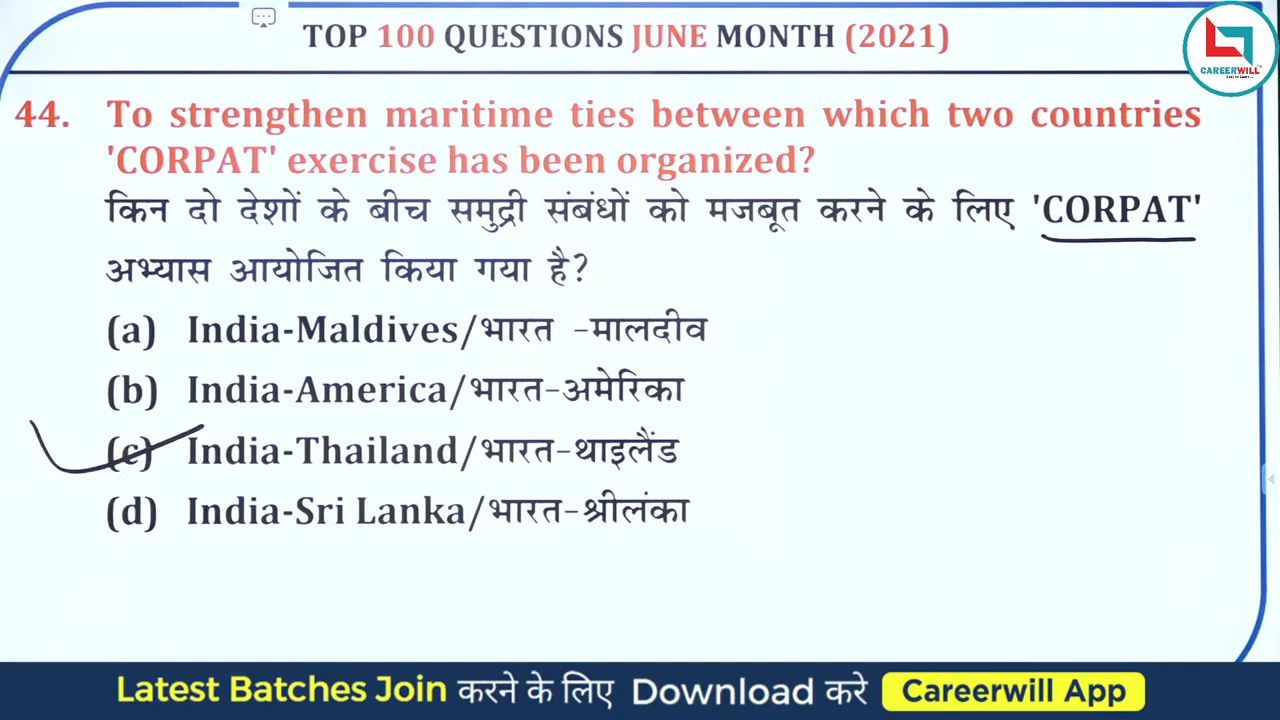 TOP 100 QUESTIONS JUNE MONTH (2021)
CAREERWILL
44. To strengthen maritime ties between which two countries
'CORPAT' exercise has been organized?
किन दो देशों के बीच समुद्री संबंधों को मजबूत करने के लिए 'CORPAT'
अभ्यास आयोजित किया गया है?
(a) India-Maldives/भारत -मालदीव
(b) India-America/भारत-अमेरिका
(c) India-Thailand/भारत-थाइलैंड
(d) India-Sri Lanka/भारत-श्रीलंका
Latest Batches Join करने के लिए Download करे Careerwill App